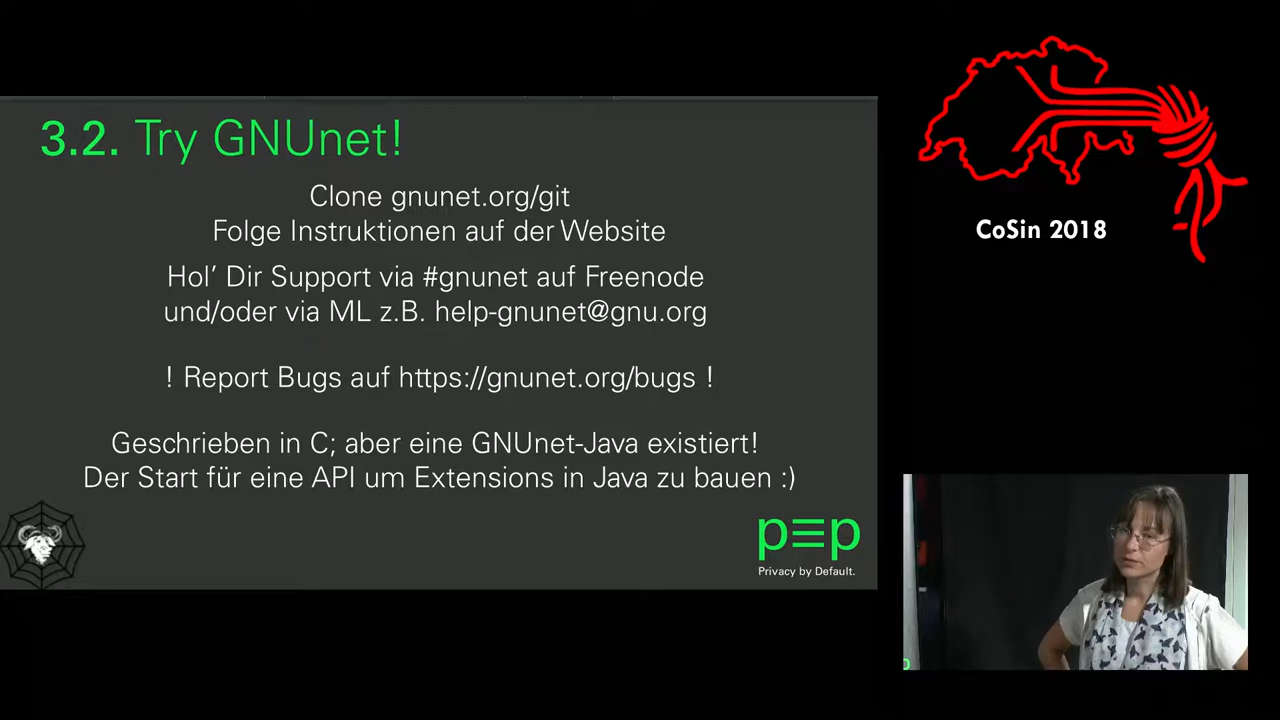 3.2. Try GNUnet!
Clone gnunet.org/git
Folge Instruktionen auf der Website
Hol' Dir Support via #gnunet auf Freenode
und/oder via ML z.B. help-gnunet@gnu.org
! Report Bugs auf https://gnunet.org/bugs !
Geschrieben in C; aber eine GNUnet-Java existiert!
Der Start für eine API um Extensions in Java zu bauen :)
p≡p
Privacy by Default.
CoSin 2018